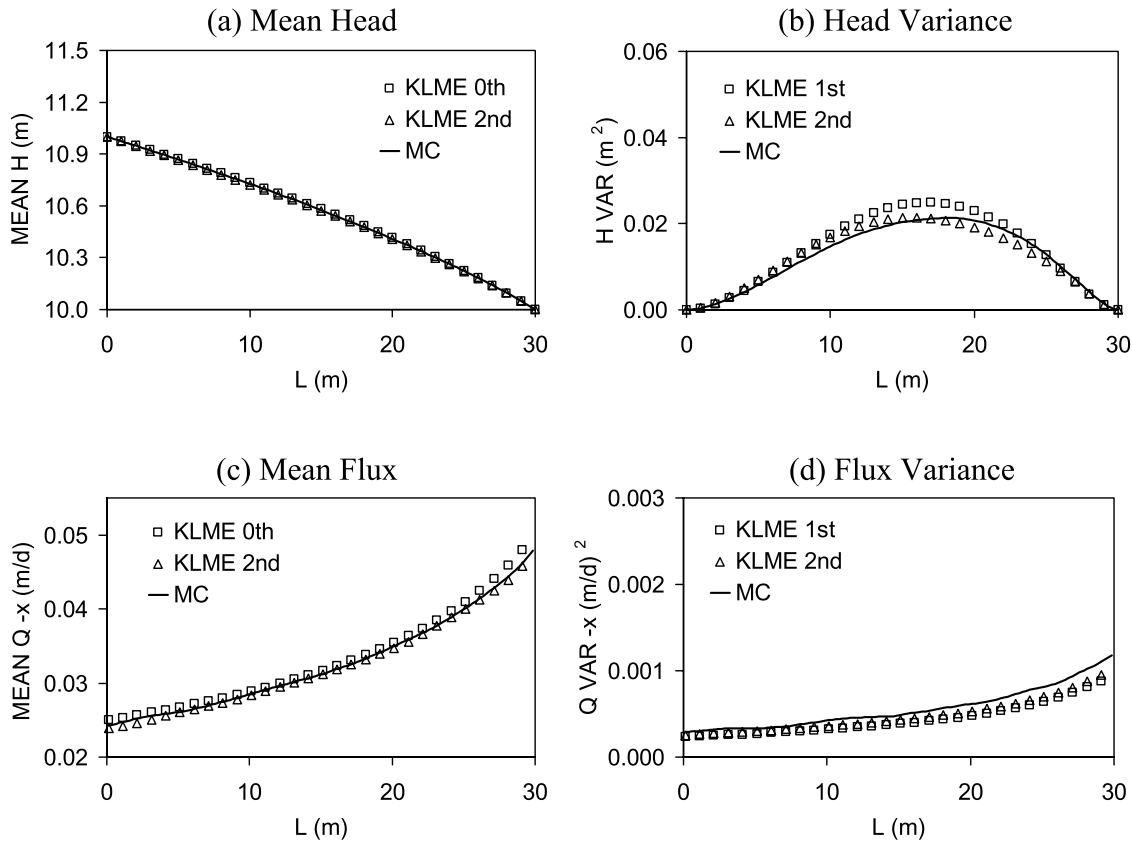 (a) Mean Head
MEAN H (m)
11.5
11.2
10.9
10.6
10.3
10.0
KLME 0th
KLME 2nd
MC
0 10 20 30
L (m)
(b) Head Variance
H VAR (m²)
0.06
0.04
0.02
0.00
KLME 1st
KLME 2nd
MC
0 10 20 30
L (m)
(c) Mean Flux
MEAN Q -x (m/d)
0.05
0.04
0.03
0.02
KLME 0th
KLME 2nd
MC
0 10 20 30
L (m)
(d) Flux Variance
Q VAR -x (m/d)²
0.003
0.002
0.001
0.000
KLME 1st
KLME 2nd
MC
0 10 20 30
L (m)